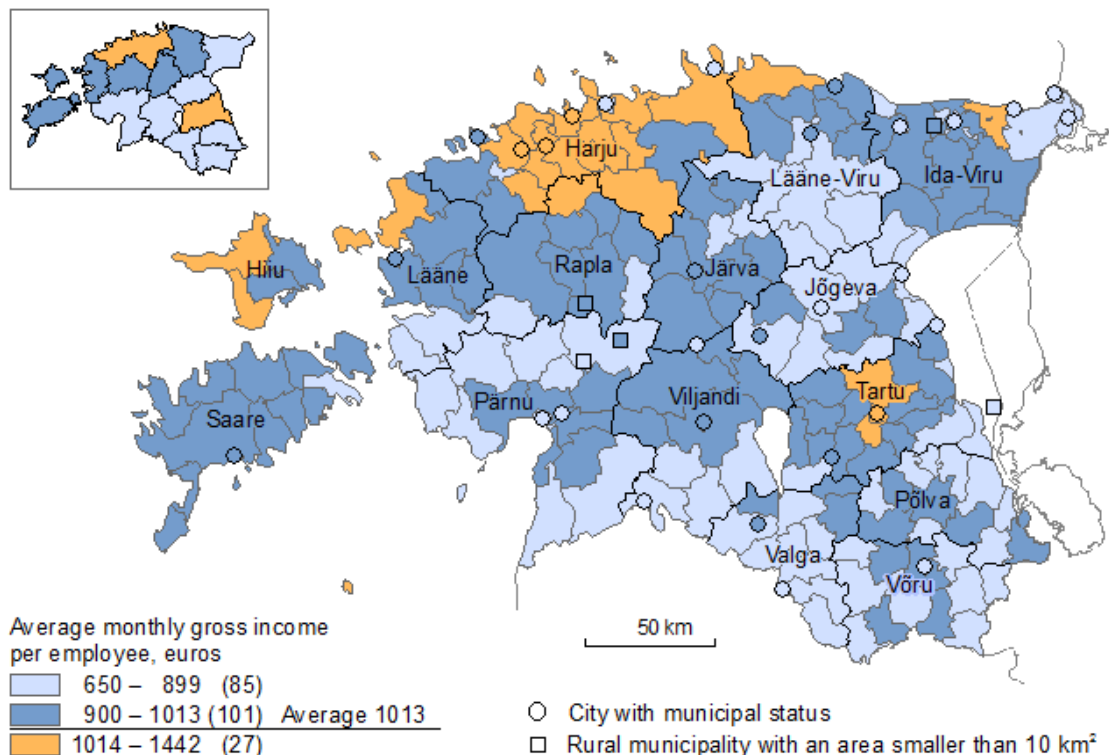 Harju
Lääne-Viru
Ida-Viru
Hiiu
Lääne
Rapla
Järva
Jõgeva
Saare
Pärnu
Viljandi
Tartu
Põlva
Valga
Võru
50 km
Average monthly gross income
per employee, euros
650 – 899 (85)
900 – 1013 (101) Average 1013
1014 – 1442 (27)
City with municipal status
Rural municipality with an area smaller than 10 km²